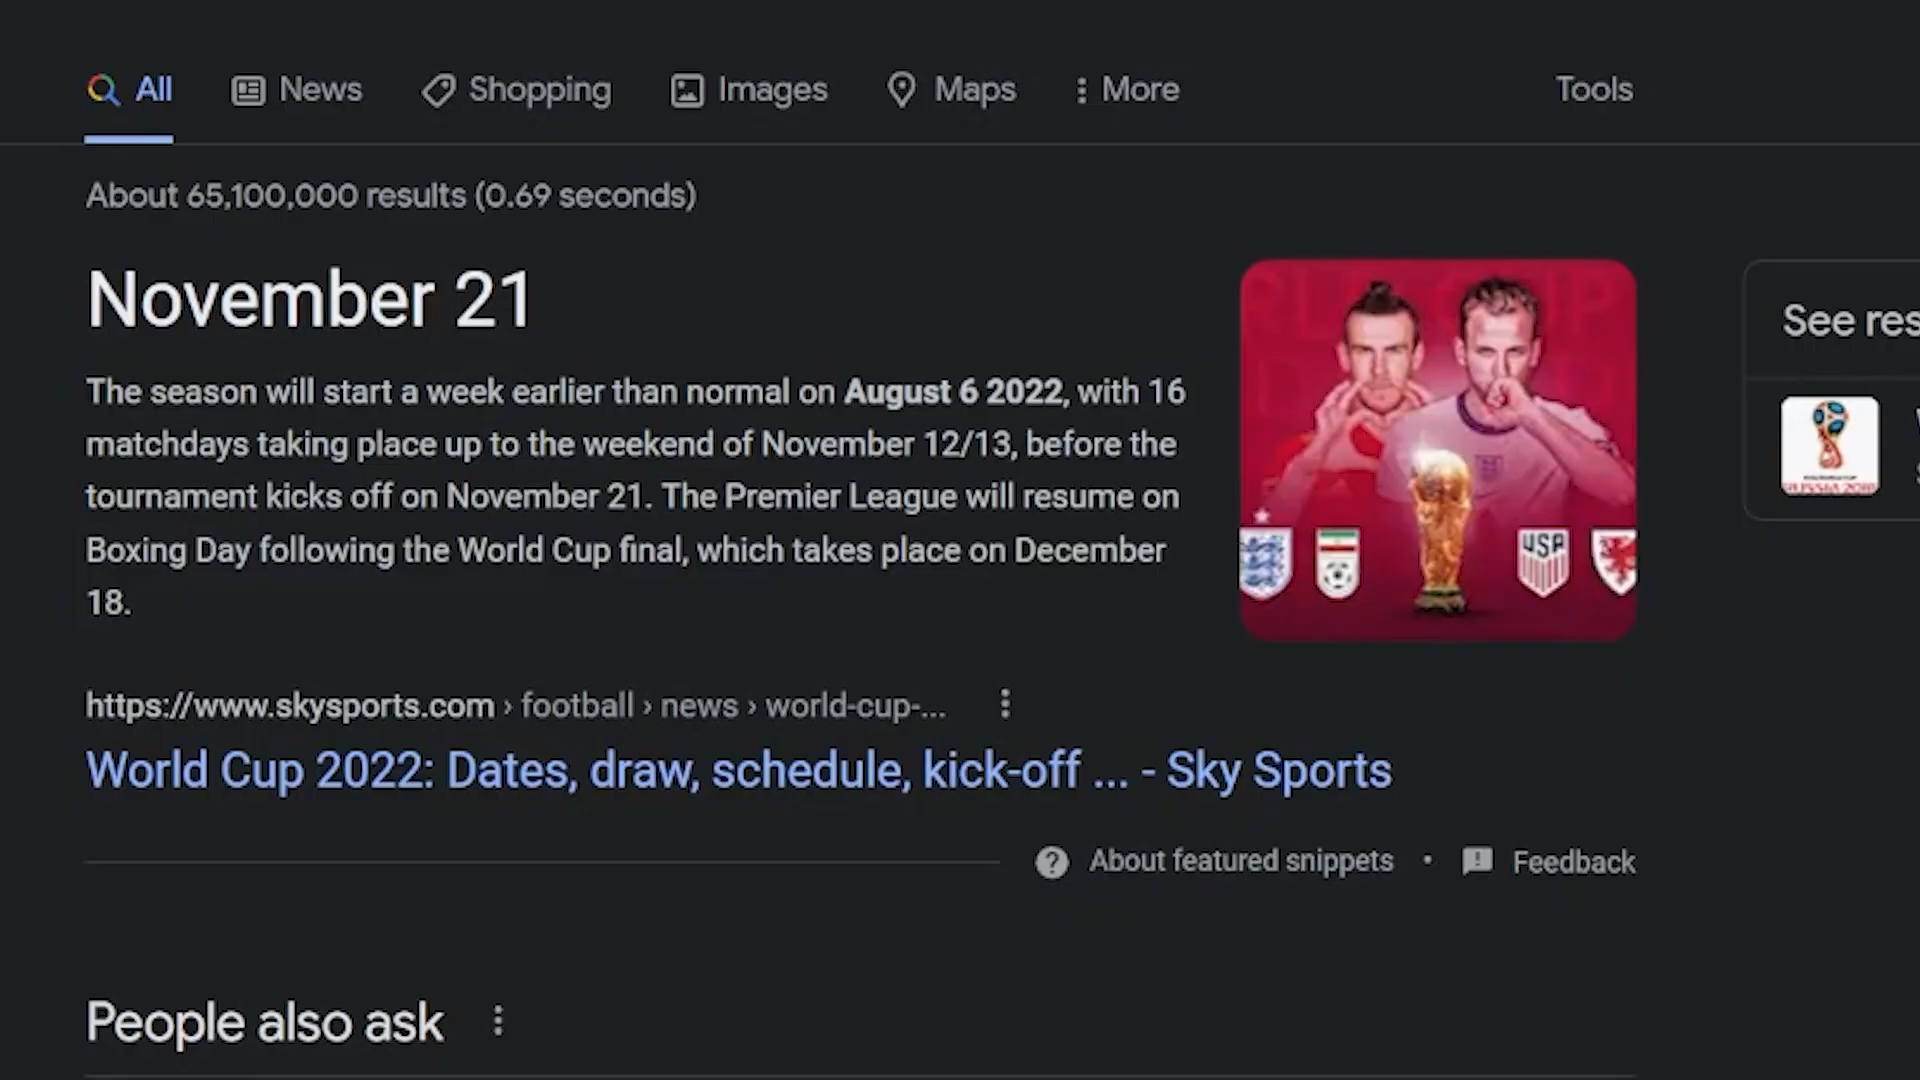 All News Shopping Images Maps More Tools
About 65,100,000 results (0.69 seconds)
November 21
The season will start a week earlier than normal on August 6 2022, with 16
matchdays taking place up to the weekend of November 12/13, before the
tournament kicks off on November 21. The Premier League will resume on
Boxing Day following the World Cup final, which takes place on December
18.
USA
See res
RUSSIA 2018
https://www.skysports.com › football › news › world-cup-...
World Cup 2022: Dates, draw, schedule, kick-off ... - Sky Sports
About featured snippets • Feedback
People also ask